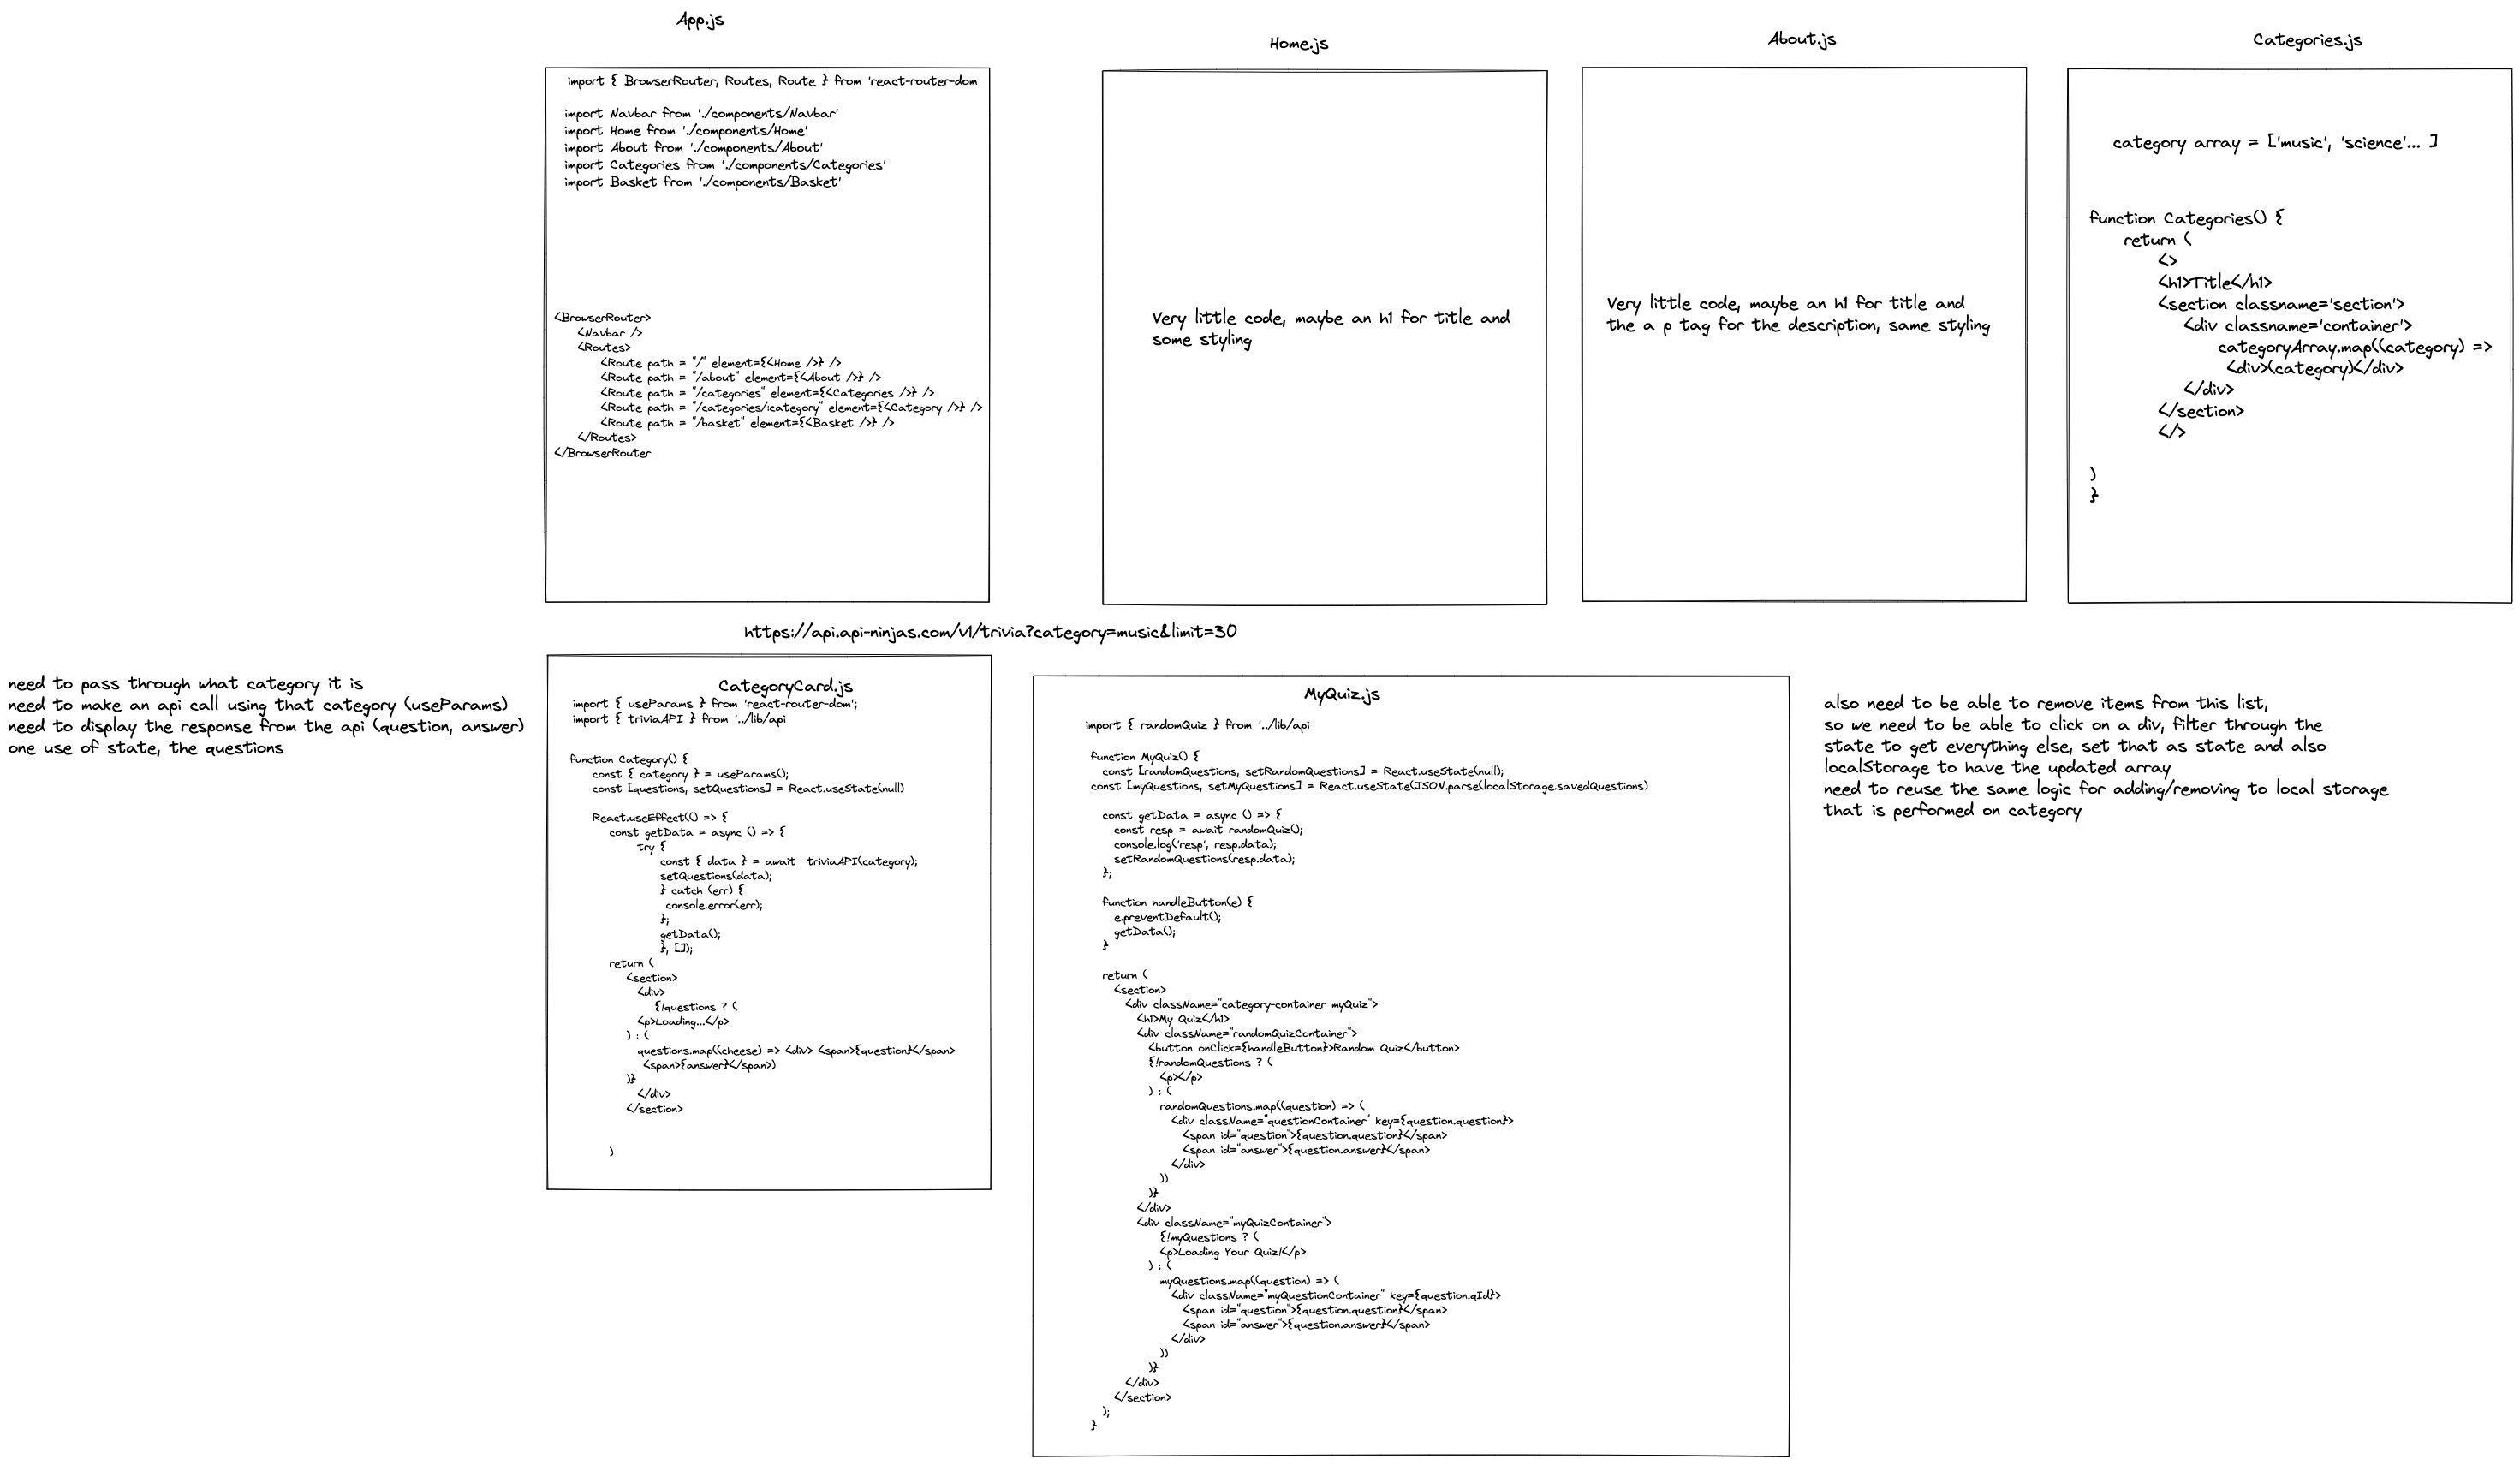 App.js
import { BrowserRouter, Routes, Route } from 'react-router-dom
import Navbar from './components/Navbar'
import Home from './components/Home'
import About from './components/About'
import Categories from './components/Categories'
import Basket from './components/Basket'
<BrowserRouter>
<Navbar />
<Routes>
<Route path = "/" element={<Home />} />
<Route path = "/about" element={<About />} />
<Route path = "/categories" element={<Categories />} />
<Route path = "/categories/:category" element={<Category />} />
<Route path = "/basket" element={<Basket />} />
</Routes>
</BrowserRouter
Home.js
Very little code, maybe an h1 for title and
some styling
About.js
Very little code, maybe an h1 for title and
the a p tag for the description, same styling
Categories.js
category array = ['music', 'science'... ]
function Categories() {
return (
<>
<h1>Title</h1>
<section classname='section'>
<div classname='container'>
categoryArray.map((category) =>
<div>(category)</div>
</div>
</section>
</>
)
}
https://api.api-ninjas.com/v1/trivia?category=music&limit=30
need to pass through what category it is
need to make an api call using that category (useParams)
need to display the response from the api (question, answer)
one use of state, the questions
CategoryCard.js
import { useParams } from 'react-router-dom';
import { triviaAPI } from '../lib/api
function Category() {
const { category } = useParams();
const [questions, setQuestions] = React.useState(null)
React.useEffect(() => {
const getData = async () => {
try {
const { data } = await triviaAPI(category);
setQuestions(data);
} catch (err) {
console.error(err);
};
getData();
}, []);
return (
<section>
<div>
{!questions ? (
<p>Loading...</p>
) : (
questions.map((cheese) => <div> <span>{question}</span>
<span>{answer}</span>)
)}
</div>
</section>
)
MyQuiz.js
import { randomQuiz } from '../lib/api
function MyQuiz() {
const [randomQuestions, setRandomQuestions] = React.useState(null);
const [myQuestions, setMyQuestions] = React.useState(JSON.parse(localStorage.savedQuestions)
const getData = async () => {
const resp = await randomQuiz();
console.log('resp', resp.data);
setRandomQuestions(resp.data);
};
function handleButton(e) {
e.preventDefault();
getData();
}
return (
<section>
<div className="category-container myQuiz">
<h1>My Quiz</h1>
<div className="randomQuizContainer">
<button onClick={handleButton}>Random Quiz</button>
{!randomQuestions ? (
<p></p>
) : (
randomQuestions.map((question) => (
<div className="questionContainer" key={question.question}>
<span id="question">{question.question}</span>
<span id="answer">{question.answer}</span>
</div>
))
)}
</div>
<div className="myQuizContainer">
{!myQuestions ? (
<p>Loading Your Quiz!</p>
) : (
myQuestions.map((question) => (
<div className="myQuestionContainer" key={question.qId}>
<span id="question">{question.question}</span>
<span id="answer">{question.answer}</span>
</div>
))
)}
</div>
</section>
);
}
also need to be able to remove items from this list,
so we need to be able to click on a div, filter through the
state to get everything else, set that as state and also
localStorage to have the updated array
need to reuse the same logic for adding/removing to local storage
that is performed on category